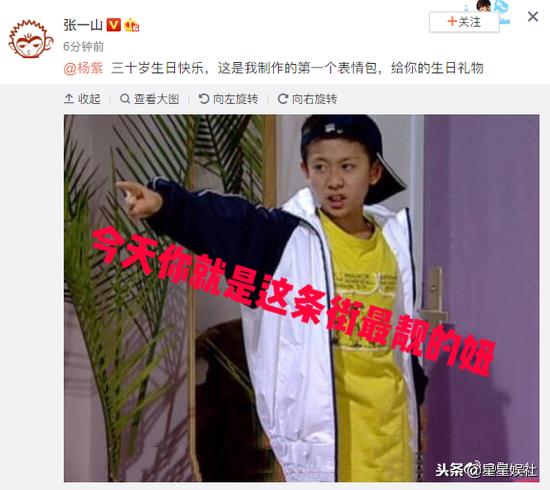 张一山
+关注
6分钟前
@杨紫 三十岁生日快乐，这是我制作的第一个表情包，给你的生日礼物
收起 查看大图 向左旋转 向右旋转
今天你就是这条街最靓的妞
头条 @星星娱社